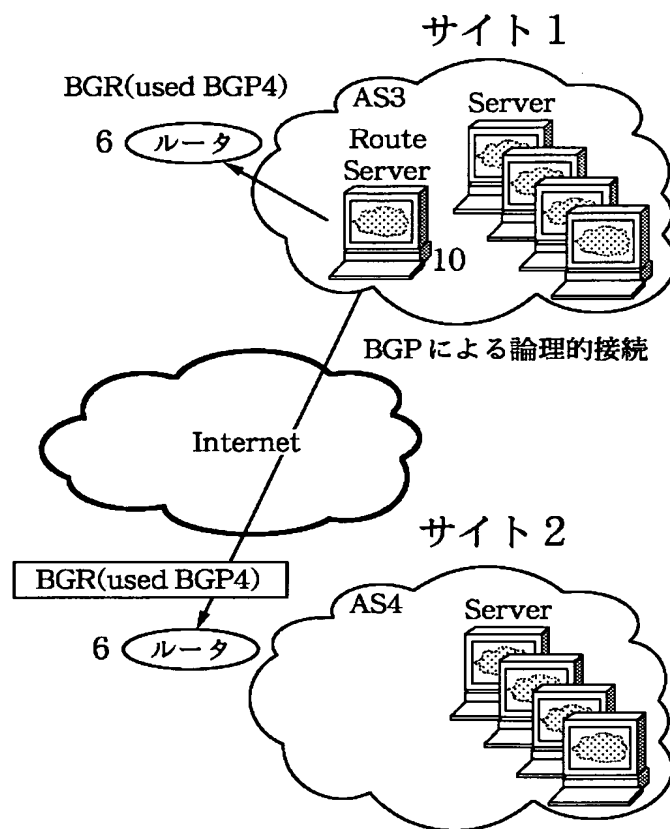 サイト1
BGR(used BGP4)
AS3
Server
6
ルータ
Route
Server
10
BGPによる論理的接続
Internet
サイト2
BGR(used BGP4)
AS4
Server
6
ルータ